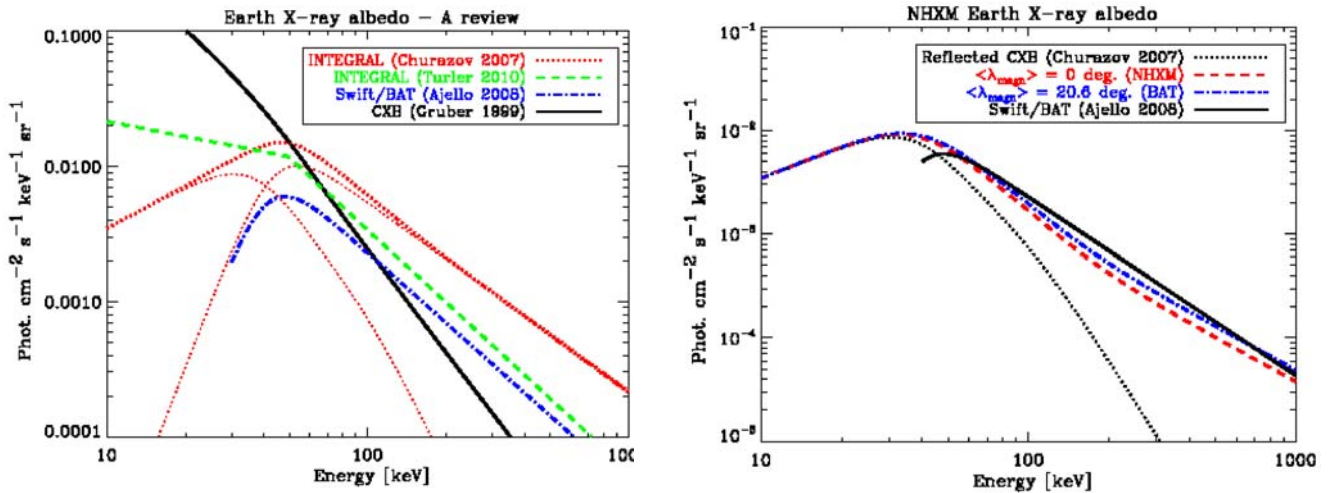 Earth X-ray albedo - A review
INTEGRAL (Churazov 2007)
INTEGRAL (Turler 2010)
Swift/BAT (Ajello 2008)
CXB (Gruber 1999)
Phot. cm⁻² s⁻¹ keV⁻¹ sr⁻¹
0.1000
0.0100
0.0010
0.0001
10
100
100
Energy [keV]
NHXM Earth X-ray albedo
Reflected CXB (Churazov 2007)
<λmagn> = 0 deg. (NHXM)
<λmagn> = 20.6 deg. (BAT)
Swift/BAT (Ajello 2008)
Phot. cm⁻² s⁻¹ keV⁻¹ sr⁻¹
10⁻¹
10⁻²
10⁻³
10⁻⁴
10⁻⁵
10
100
1000
Energy [keV]